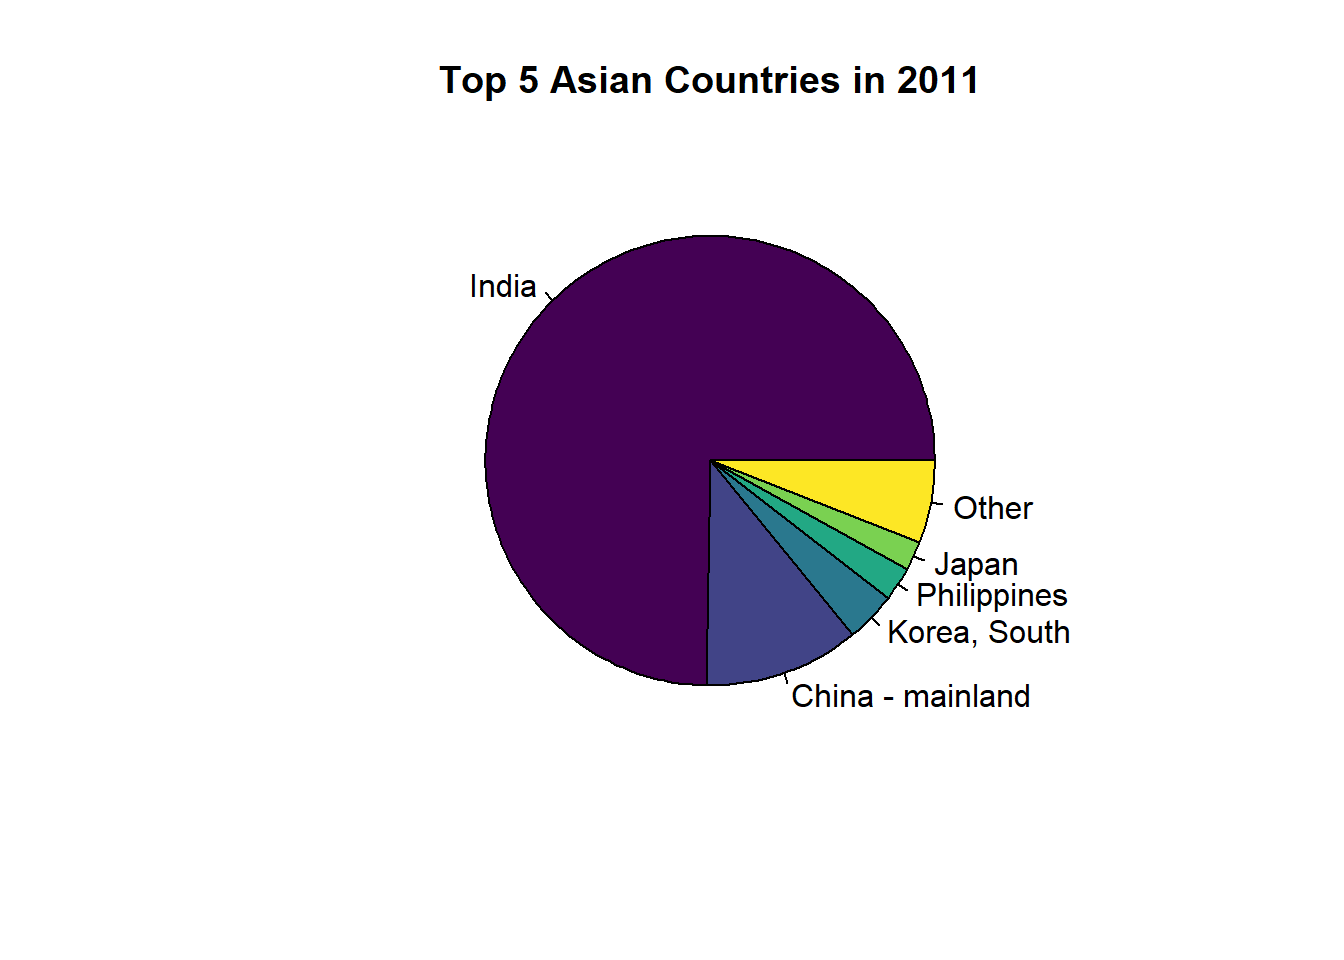 Top 5 Asian Countries in 2011
India
Other
Japan
Philippines
Korea, South
China - mainland